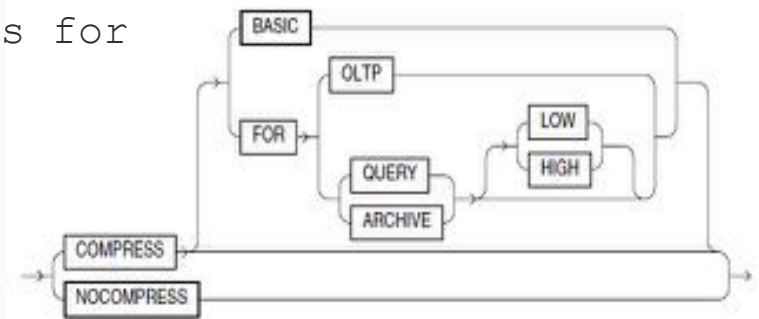 s for
BASIC
OLTP
FOR
LOW
HIGH
QUERY
ARCHIVE
COMPRESS
NOCOMPRESS